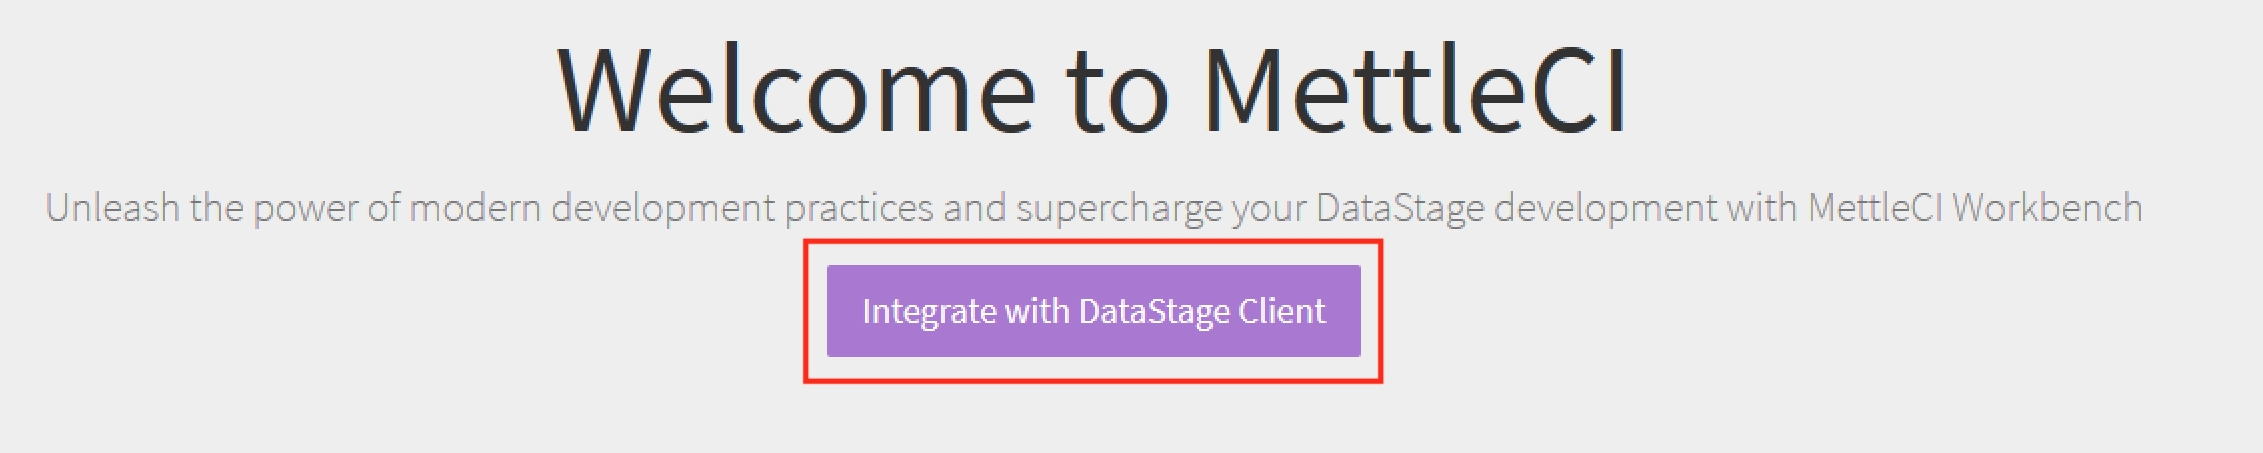 Welcome to MettleCI
Unleash the power of modern development practices and supercharge your DataStage development with MettleCI Workbench
Integrate with DataStage Client